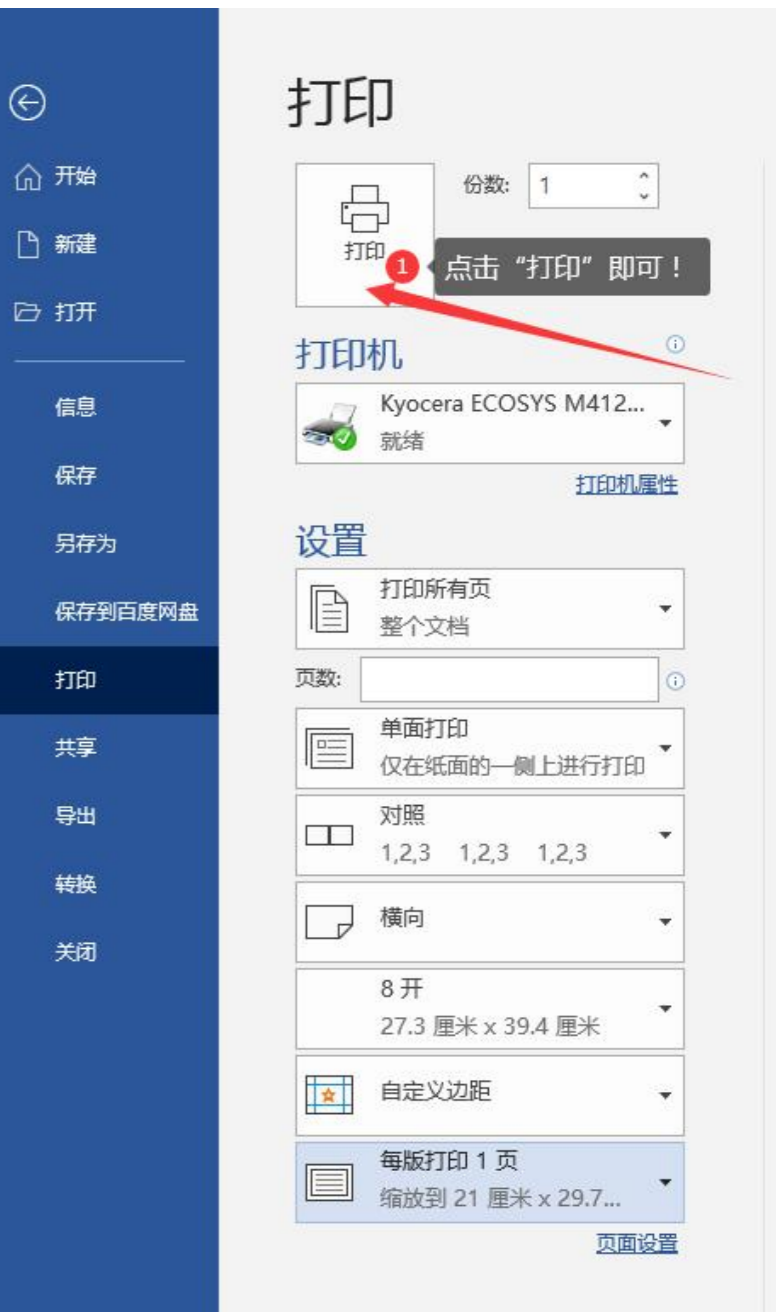 打印
开始
新建
打开
信息
保存
另存为
保存到百度网盘
打印
共享
导出
转换
关闭
份数: 1
打印
1 点击“打印”即可！
打印机
Kyocera ECOSYS M412...
就绪
打印机属性
设置
打印所有页
整个文档
页数:
单面打印
仅在纸面的一侧上进行打印
对照
1,2,3 1,2,3 1,2,3
横向
8 开
27.3 厘米 x 39.4 厘米
自定义边距
每版打印 1 页
缩放到 21 厘米 x 29.7...
页面设置